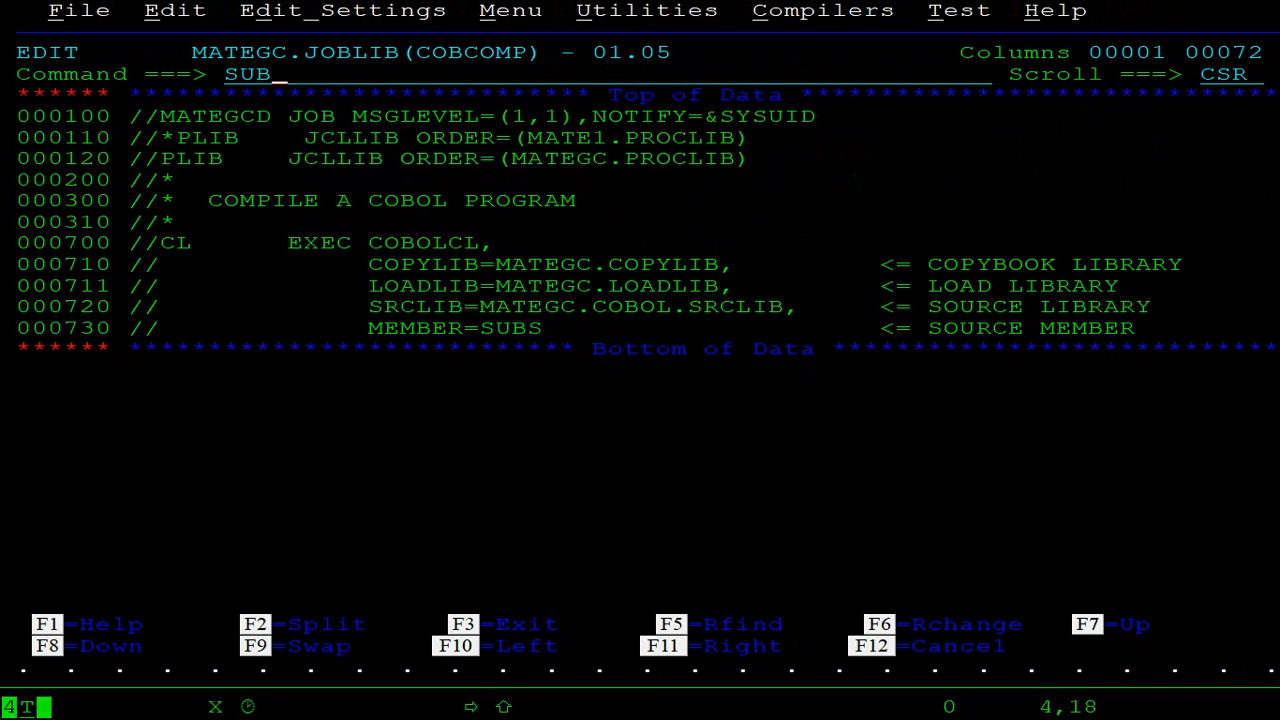 File Edit Edit_Settings Menu Utilities Compilers Test Help
EDIT MATEGC.JOBLIB(COBCOMP) - 01.05 Columns 00001 00072
Command ===> SUB_ Scroll ===> CSR
****** ***************************** Top of Data ******************************
000100 //MATEGCD JOB MSGLEVEL=(1,1),NOTIFY=&SYSUID
000110 //*PLIB JCLLIB ORDER=(MATE1.PROCLIB)
000120 //PLIB JCLLIB ORDER=(MATEGC.PROCLIB)
000200 //*
000300 //* COMPILE A COBOL PROGRAM
000310 //*
000700 //CL EXEC COBOLCL,
000710 // COPYLIB=MATEGC.COPYLIB, <= COPYBOOK LIBRARY
000711 // LOADLIB=MATEGC.LOADLIB, <= LOAD LIBRARY
000720 // SRCLIB=MATEGC.COBOL.SRCLIB, <= SOURCE LIBRARY
000730 // MEMBER=SUBS <= SOURCE MEMBER
****** **************************** Bottom of Data ****************************
F1=Help F2=Split F3=Exit F5=Rfind F6=Rchange F7=Up
F8=Down F9=Swap F10=Left F11=Right F12=Cancel
4T X ⇨ ⇧ 0 4,18